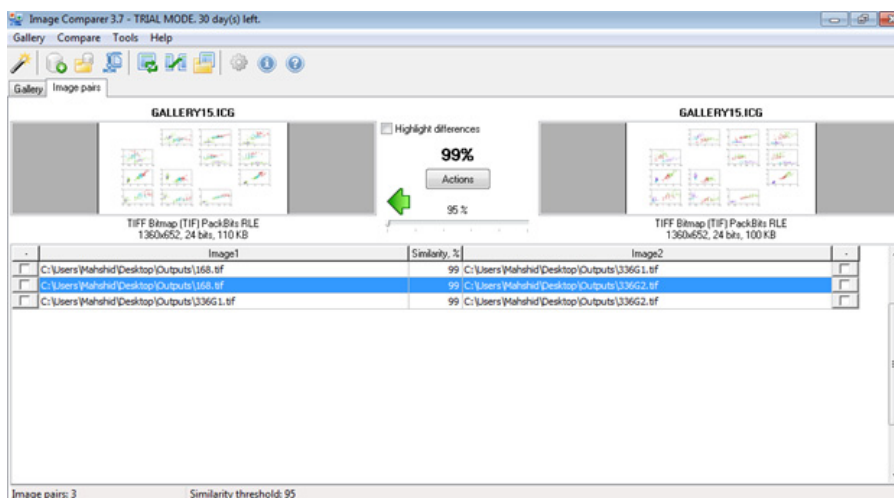 Image Comparer 3.7 - TRIAL MODE. 30 day(s) left.
Gallery Compare Tools Help
Gallery Image pairs
GALLERY15.ICG
Highlight differences
99%
Actions
95 %
TIFF Bitmap (TIF) PackBits RLE
1360x652, 24 bits, 110 KB
GALLERY15.ICG
TIFF Bitmap (TIF) PackBits RLE
1360x652, 24 bits, 100 KB
- Image1 Similarity, % Image2 -
C:\Users\Mahshid\Desktop\Outputs\168.tif 99 C:\Users\Mahshid\Desktop\Outputs\336G1.tif
C:\Users\Mahshid\Desktop\Outputs\168.tif 99 C:\Users\Mahshid\Desktop\Outputs\336G2.tif
C:\Users\Mahshid\Desktop\Outputs\336G1.tif 99 C:\Users\Mahshid\Desktop\Outputs\336G2.tif
Image pairs: 3 Similarity threshold: 95